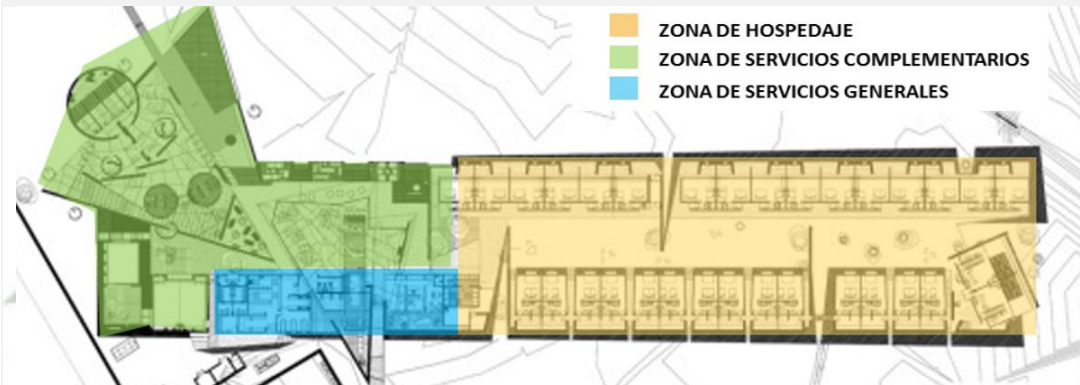 ZONA DE HOSPEDAJE
ZONA DE SERVICIOS COMPLEMENTARIOS
ZONA DE SERVICIOS GENERALES